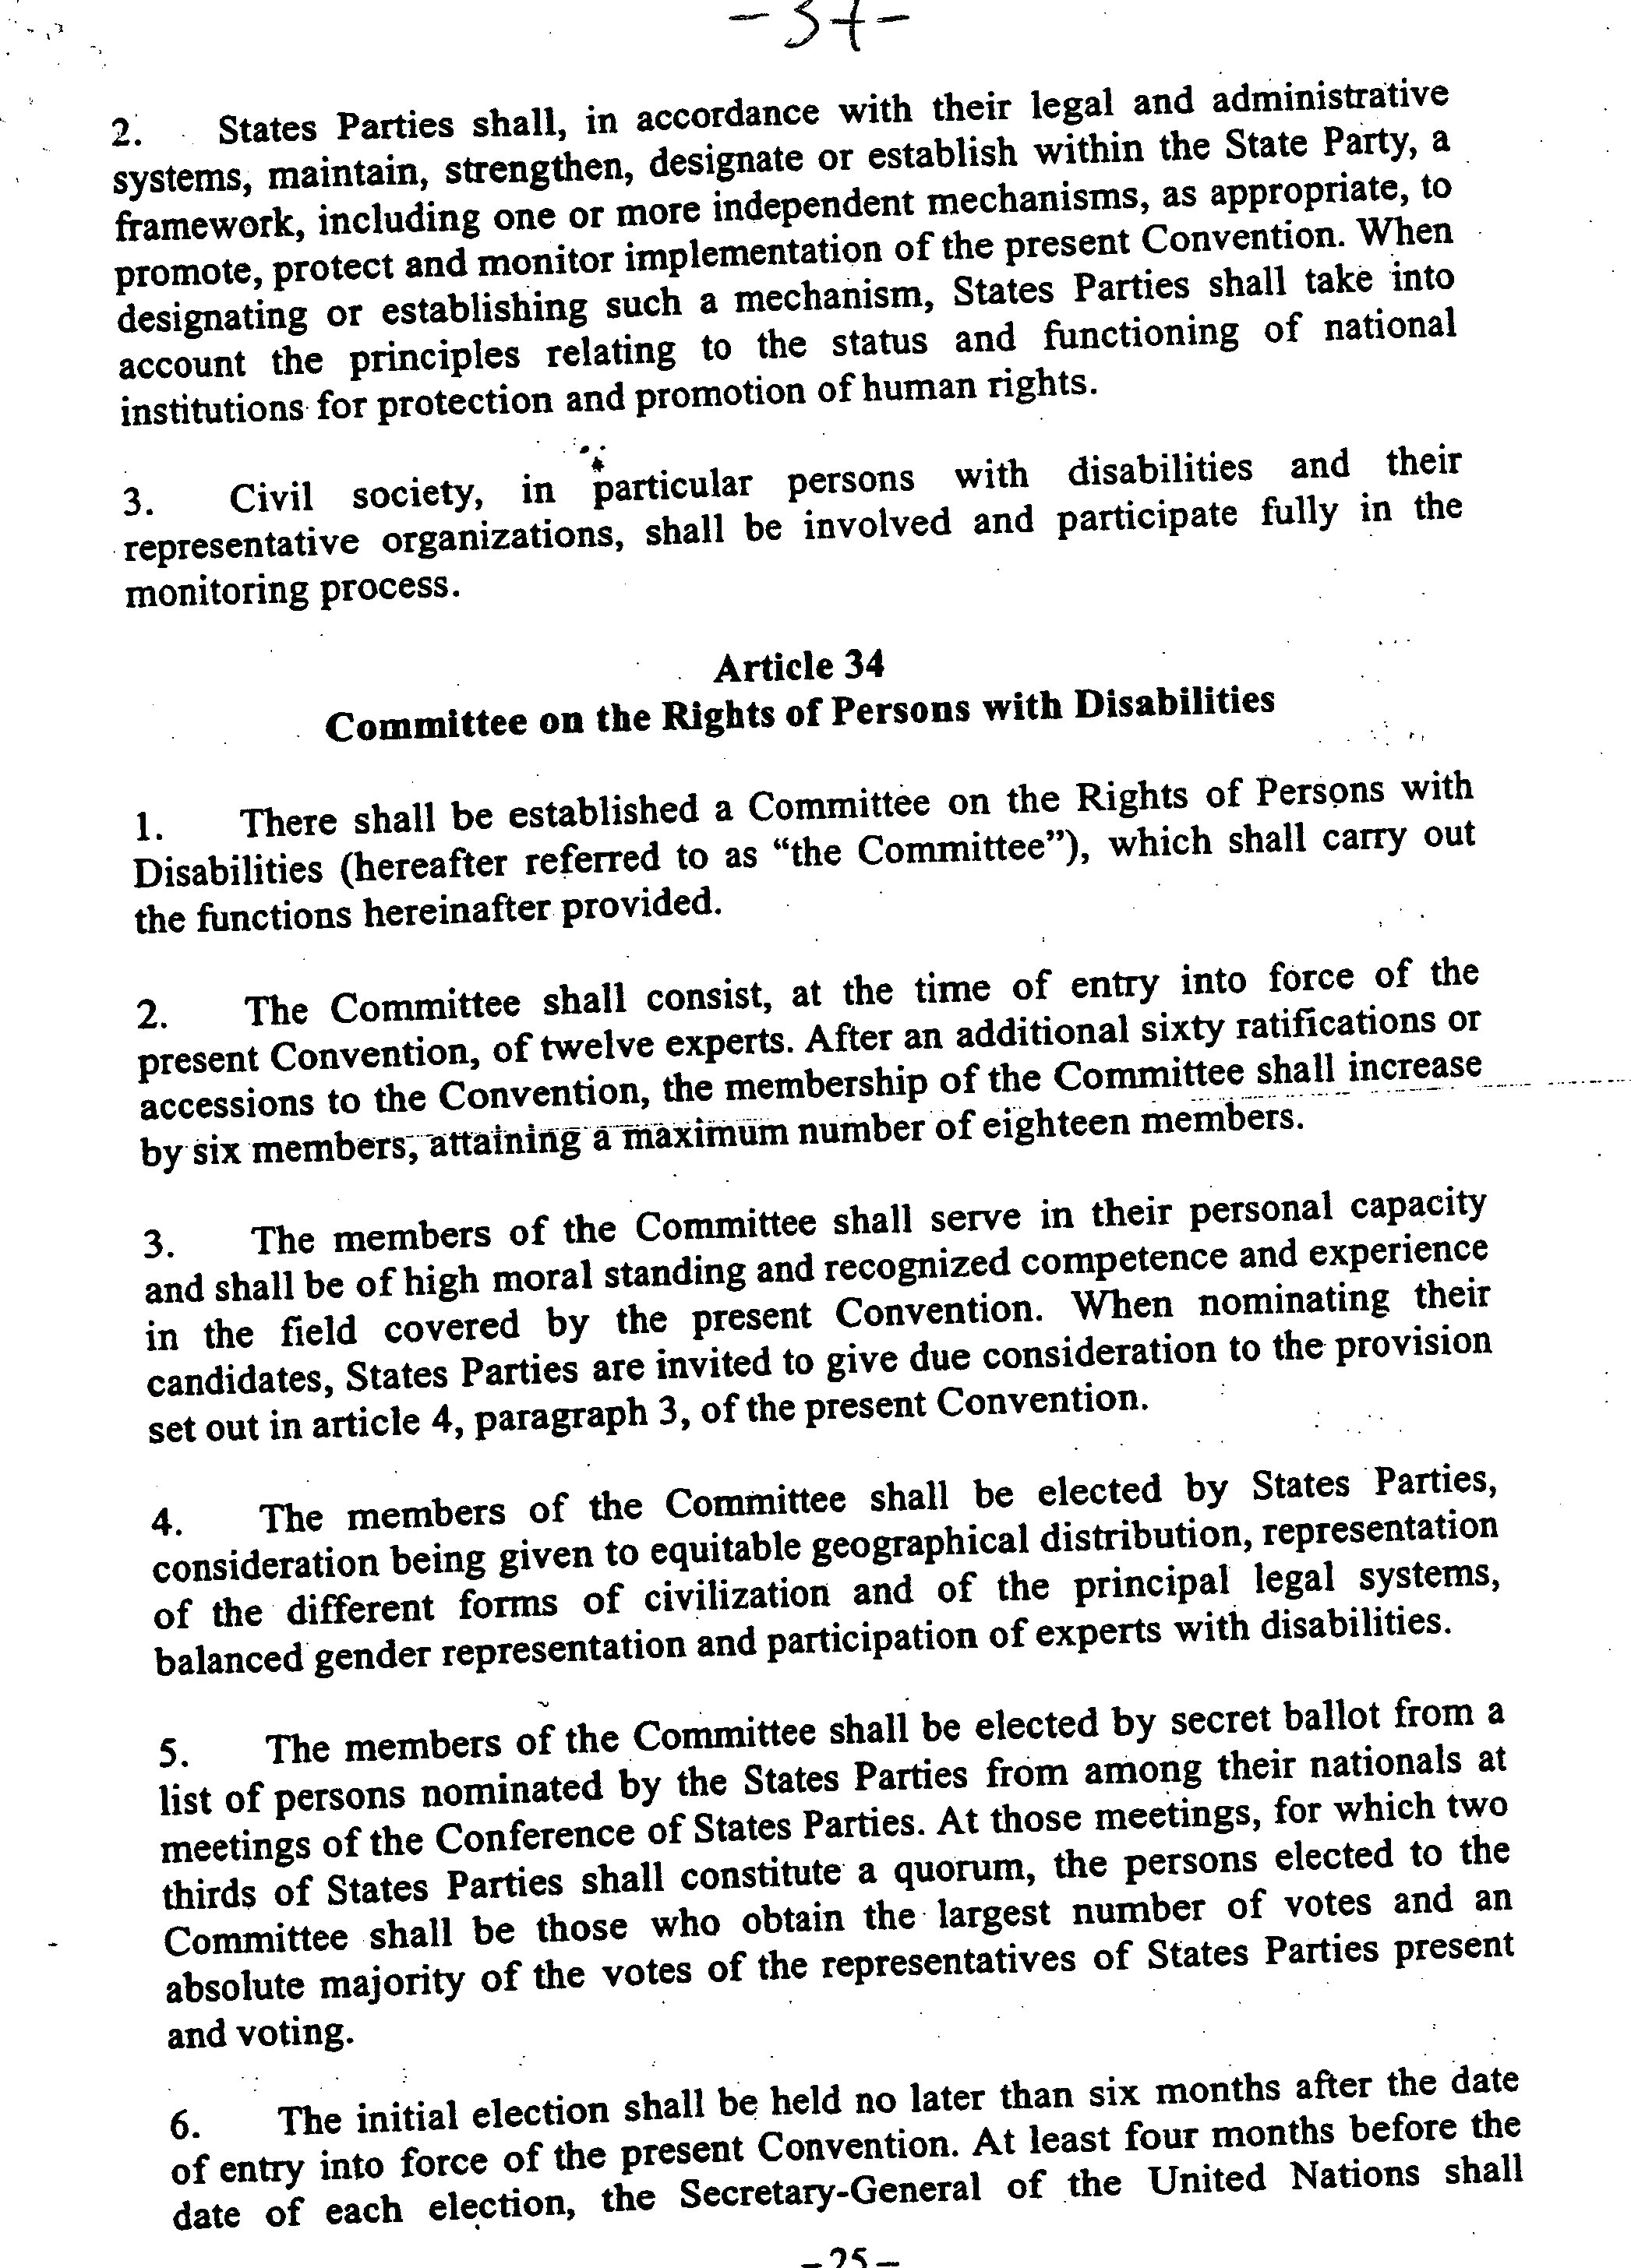 -37-
2. States Parties shall, in accordance with their legal and administrative
systems, maintain, strengthen, designate or establish within the State Party, a
framework, including one or more independent mechanisms, as appropriate, to
promote, protect and monitor implementation of the present Convention. When
designating or establishing such a mechanism, States Parties shall take into
account the principles relating to the status and functioning of national
institutions for protection and promotion of human rights.
3. Civil society, in particular persons with disabilities and their
representative organizations, shall be involved and participate fully in the
monitoring process.
Article 34
Committee on the Rights of Persons with Disabilities
1. There shall be established a Committee on the Rights of Persons with
Disabilities (hereafter referred to as “the Committee”), which shall carry out
the functions hereinafter provided.
2. The Committee shall consist, at the time of entry into force of the
present Convention, of twelve experts. After an additional sixty ratifications or
accessions to the Convention, the membership of the Committee shall increase
by six members, attaining a maximum number of eighteen members.
3. The members of the Committee shall serve in their personal capacity
and shall be of high moral standing and recognized competence and experience
in the field covered by the present Convention. When nominating their
candidates, States Parties are invited to give due consideration to the provision
set out in article 4, paragraph 3, of the present Convention.
4. The members of the Committee shall be elected by States Parties,
consideration being given to equitable geographical distribution, representation
of the different forms of civilization and of the principal legal systems,
balanced gender representation and participation of experts with disabilities.
5. The members of the Committee shall be elected by secret ballot from a
list of persons nominated by the States Parties from among their nationals at
meetings of the Conference of States Parties. At those meetings, for which two
thirds of States Parties shall constitute a quorum, the persons elected to the
Committee shall be those who obtain the largest number of votes and an
absolute majority of the votes of the representatives of States Parties present
and voting.
6. The initial election shall be held no later than six months after the date
of entry into force of the present Convention. At least four months before the
date of each election, the Secretary-General of the United Nations shall
– 25 –